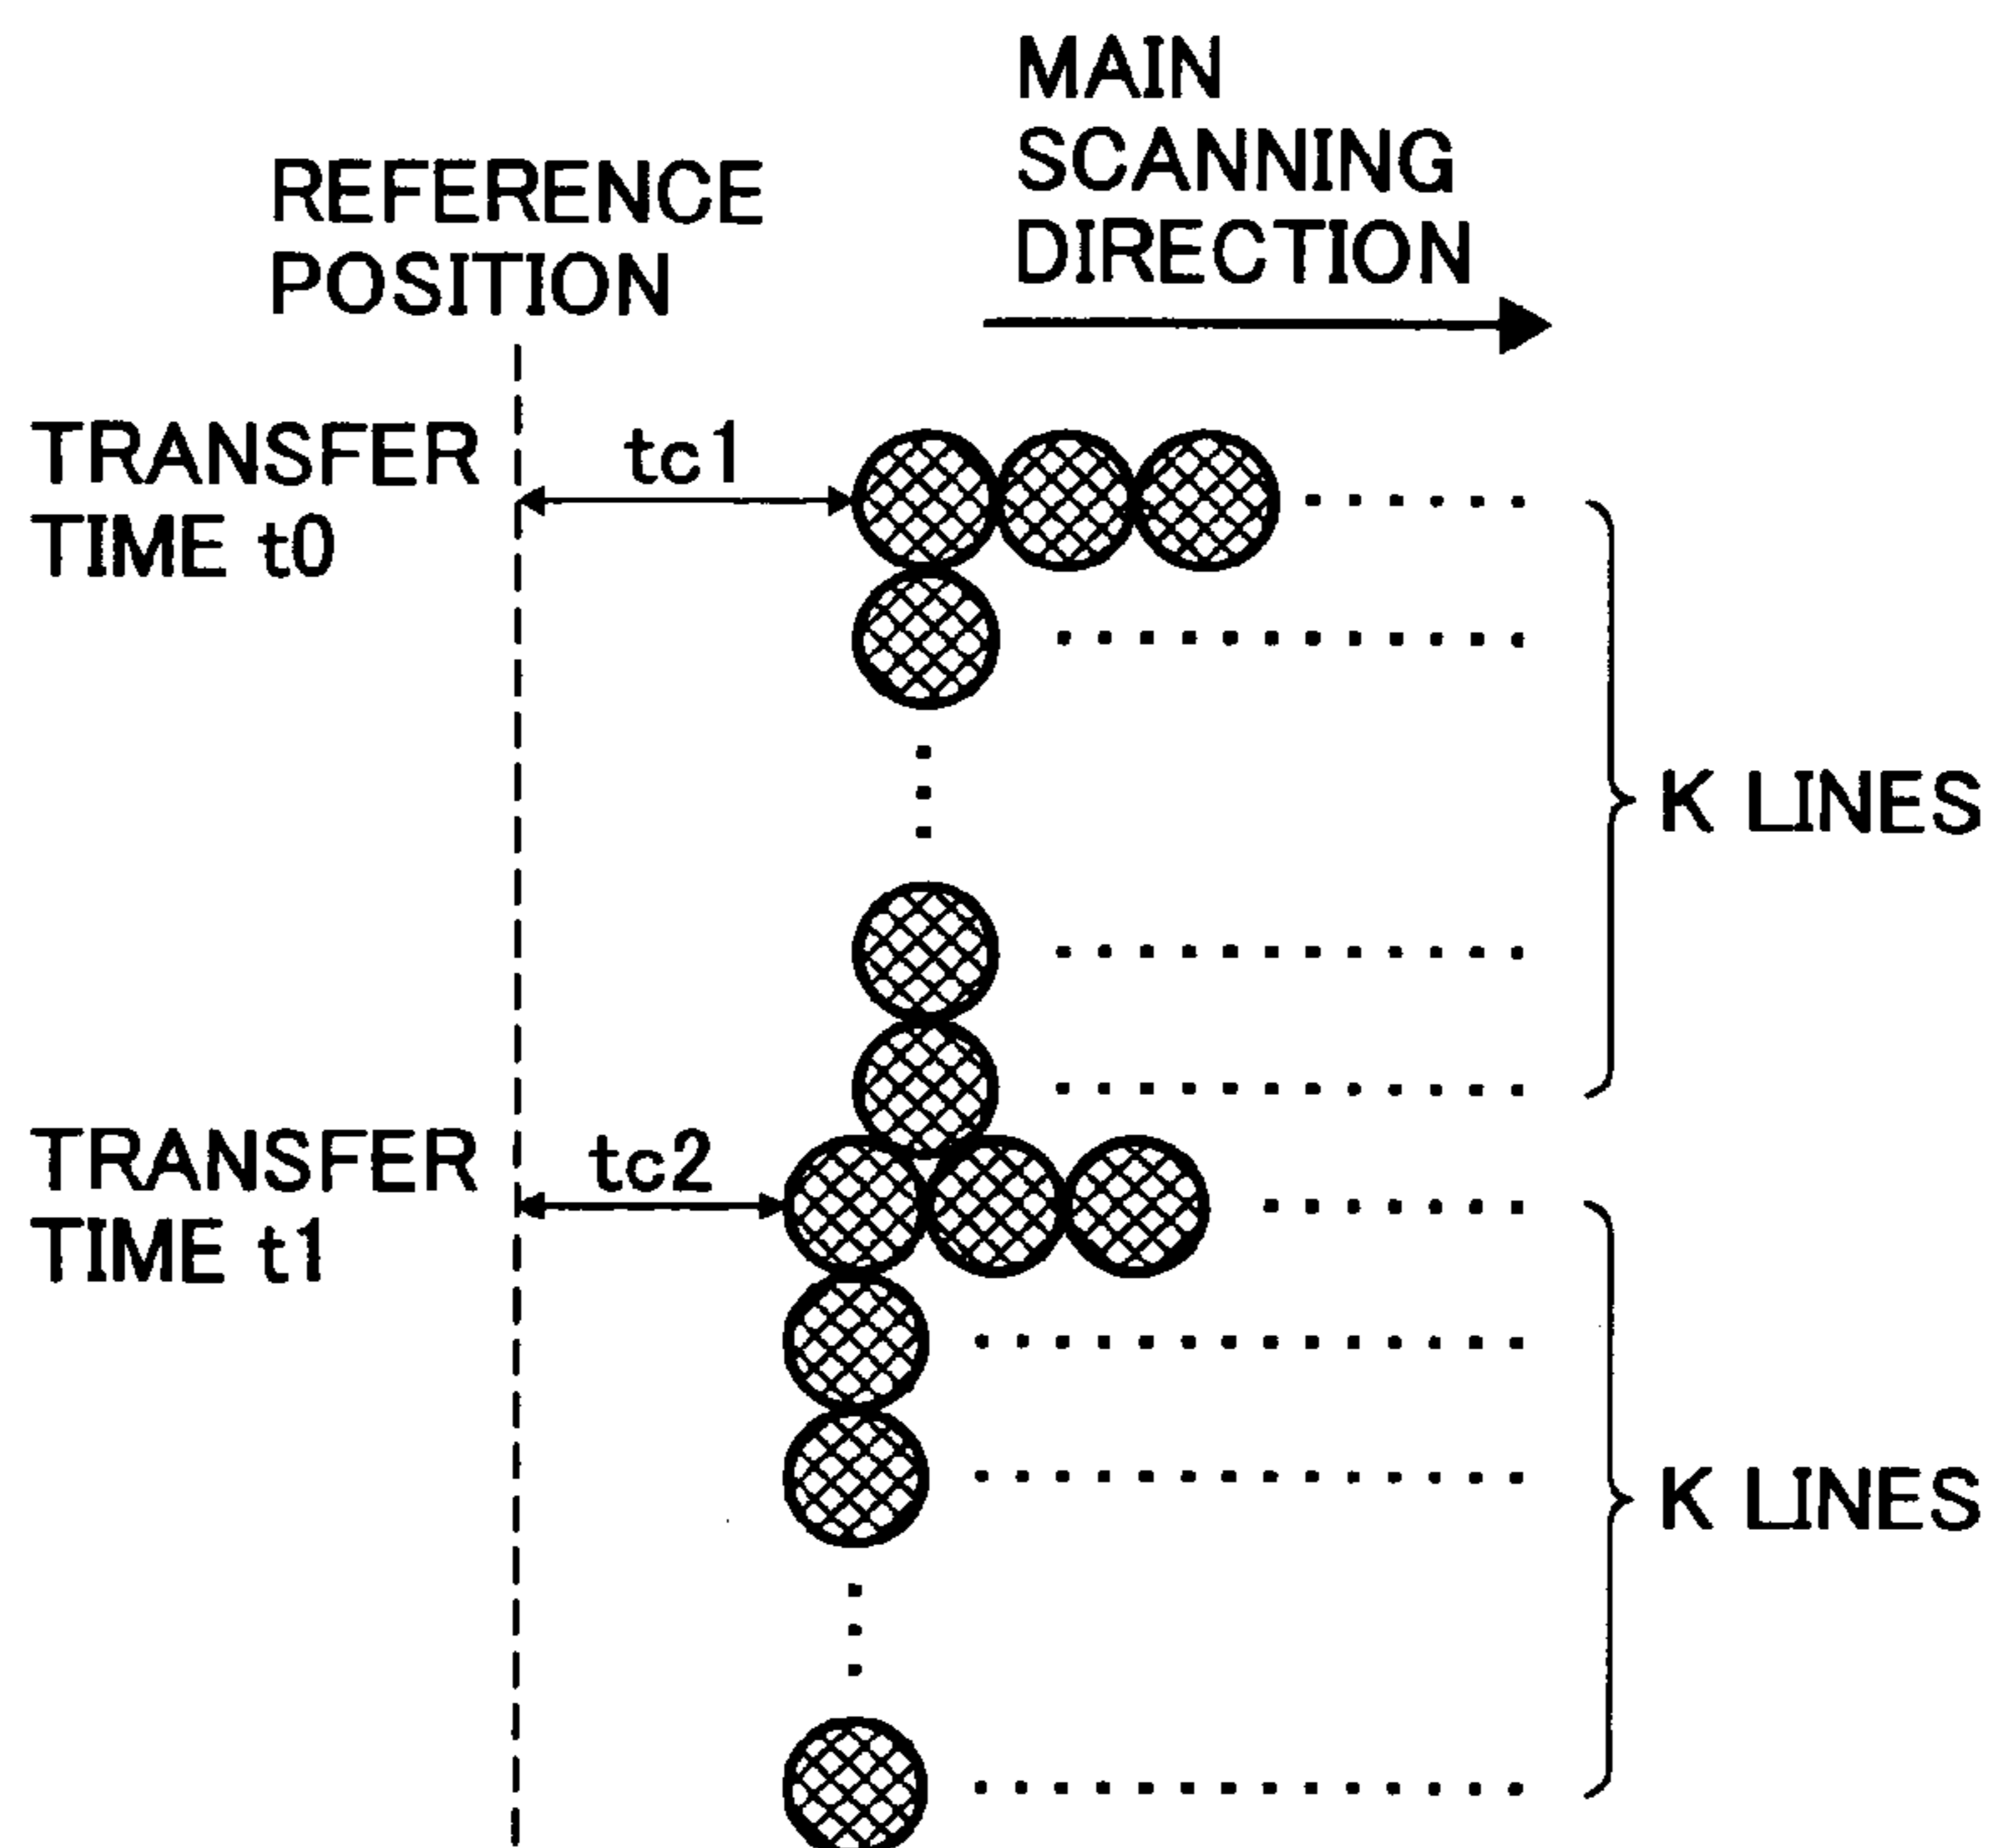 MAIN
SCANNING
DIRECTION
REFERENCE
POSITION
TRANSFER
TIME t0
tc1
K LINES
TRANSFER
TIME t1
tc2
K LINES